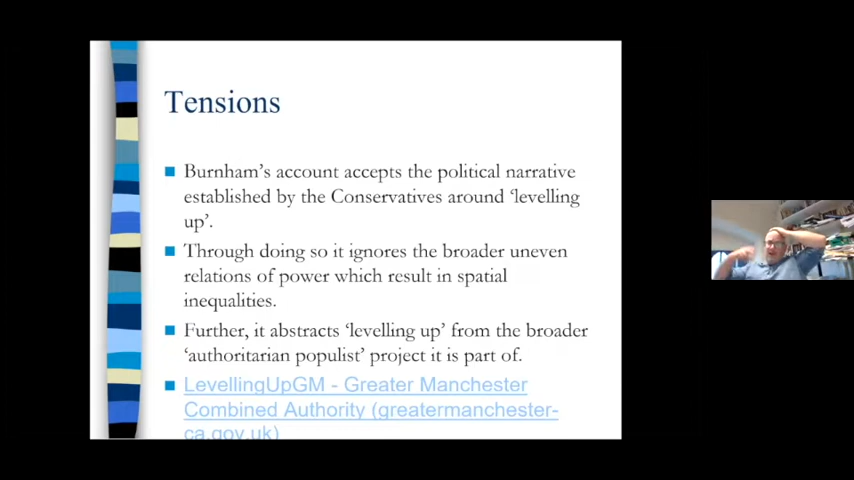 Tensions
Burnham's account accepts the political narrative
established by the Conservatives around 'levelling
up'.
Through doing so it ignores the broader uneven
relations of power which result in spatial
inequalities.
Further, it abstracts 'levelling up' from the broader
'authoritarian populist' project it is part of.
LevellingUpGM - Greater Manchester
Combined Authority (greatermanchester-
ca.gov.uk)